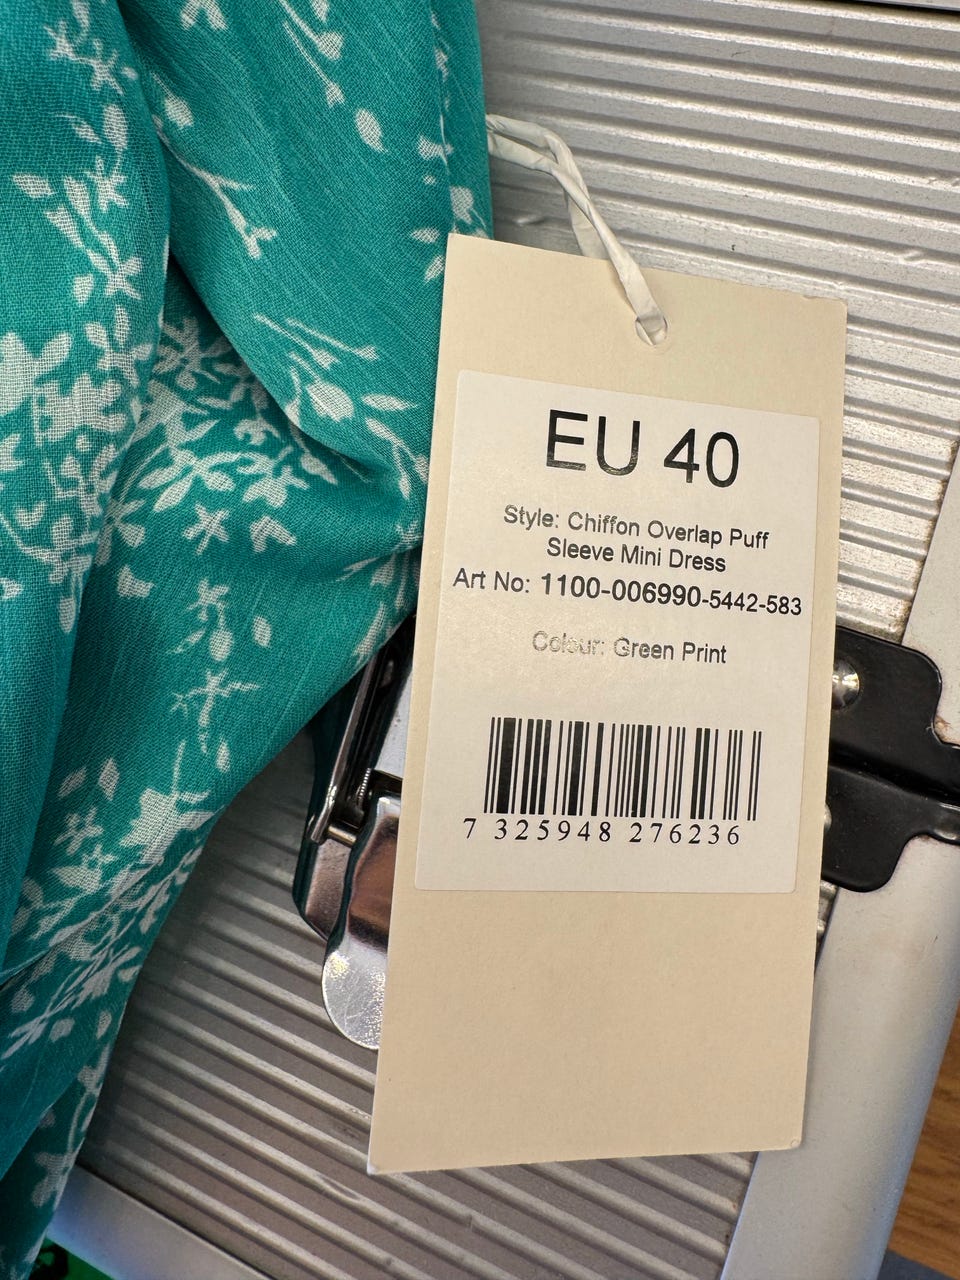 EU 40
Style: Chiffon Overlap Puff
Sleeve Mini Dress
Art No: 1100-006990-5442-583
Colour: Green Print
7 325948 276236